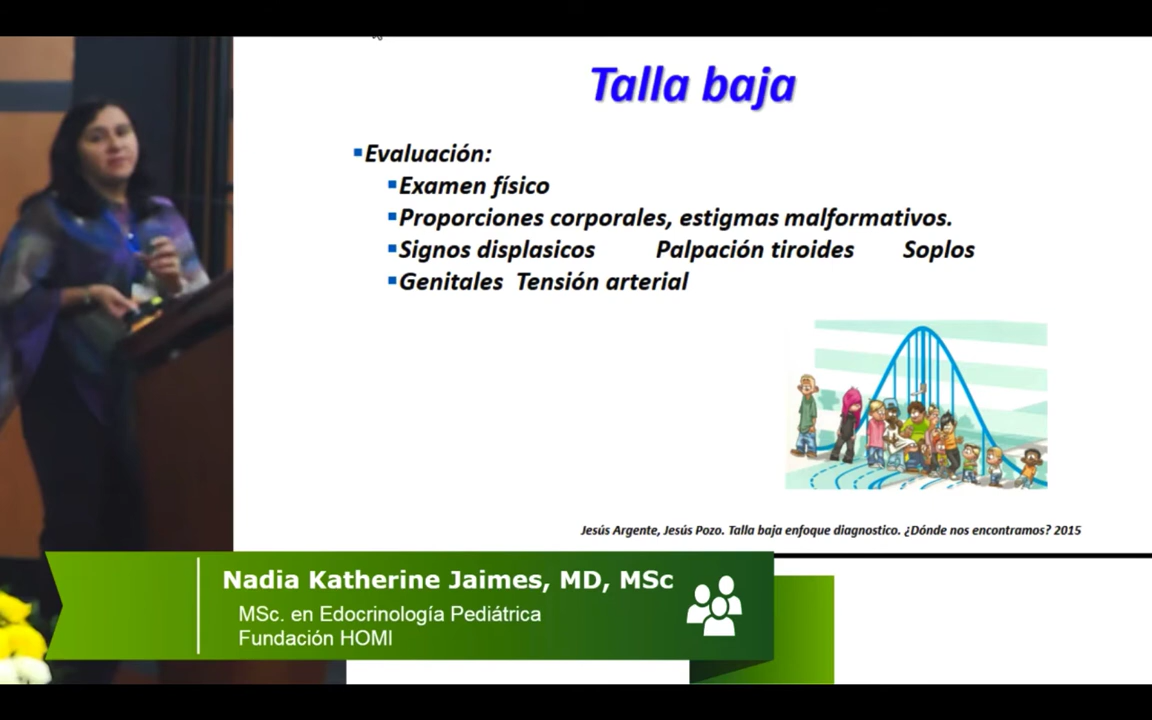 Talla baja
▪Evaluación:
▪Examen físico
▪Proporciones corporales, estigmas malformativos.
▪Signos displasicos Palpación tiroides Soplos
▪Genitales Tensión arterial
Jesús Argente, Jesús Pozo. Talla baja enfoque diagnostico. ¿Dónde nos encontramos? 2015
Nadia Katherine Jaimes, MD, MSc
MSc. en Edocrinología Pediátrica
Fundación HOMI